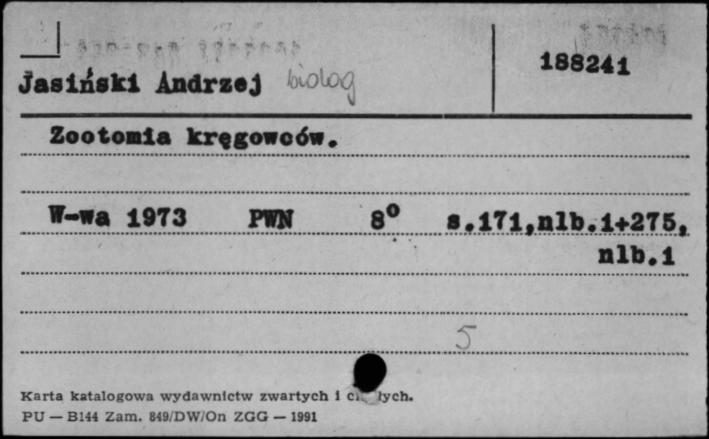 188241
Jasiński Andrzej biolog
Zootomia kręgowców.
W-wa 1973 PWN 8° s.171,nlb.1+275,
nlb.1
5
Karta katalogowa wydawnictw zwartych i
PU — B144 Zam. 849/DW/On ZGG — 1991